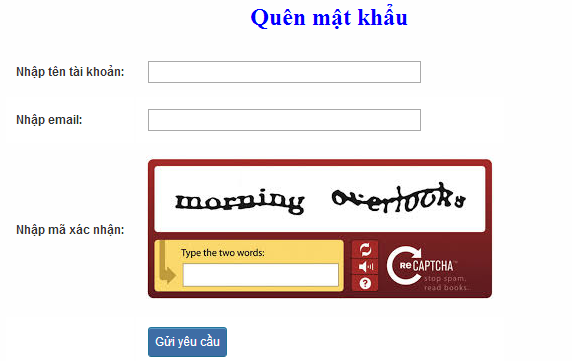 Quên mật khẩu
Nhập tên tài khoản:
Nhập email:
Nhập mã xác nhận:
morning overlooks
Type the two words:
reCAPTCHA™
stop spam.
read books.
Gửi yêu cầu